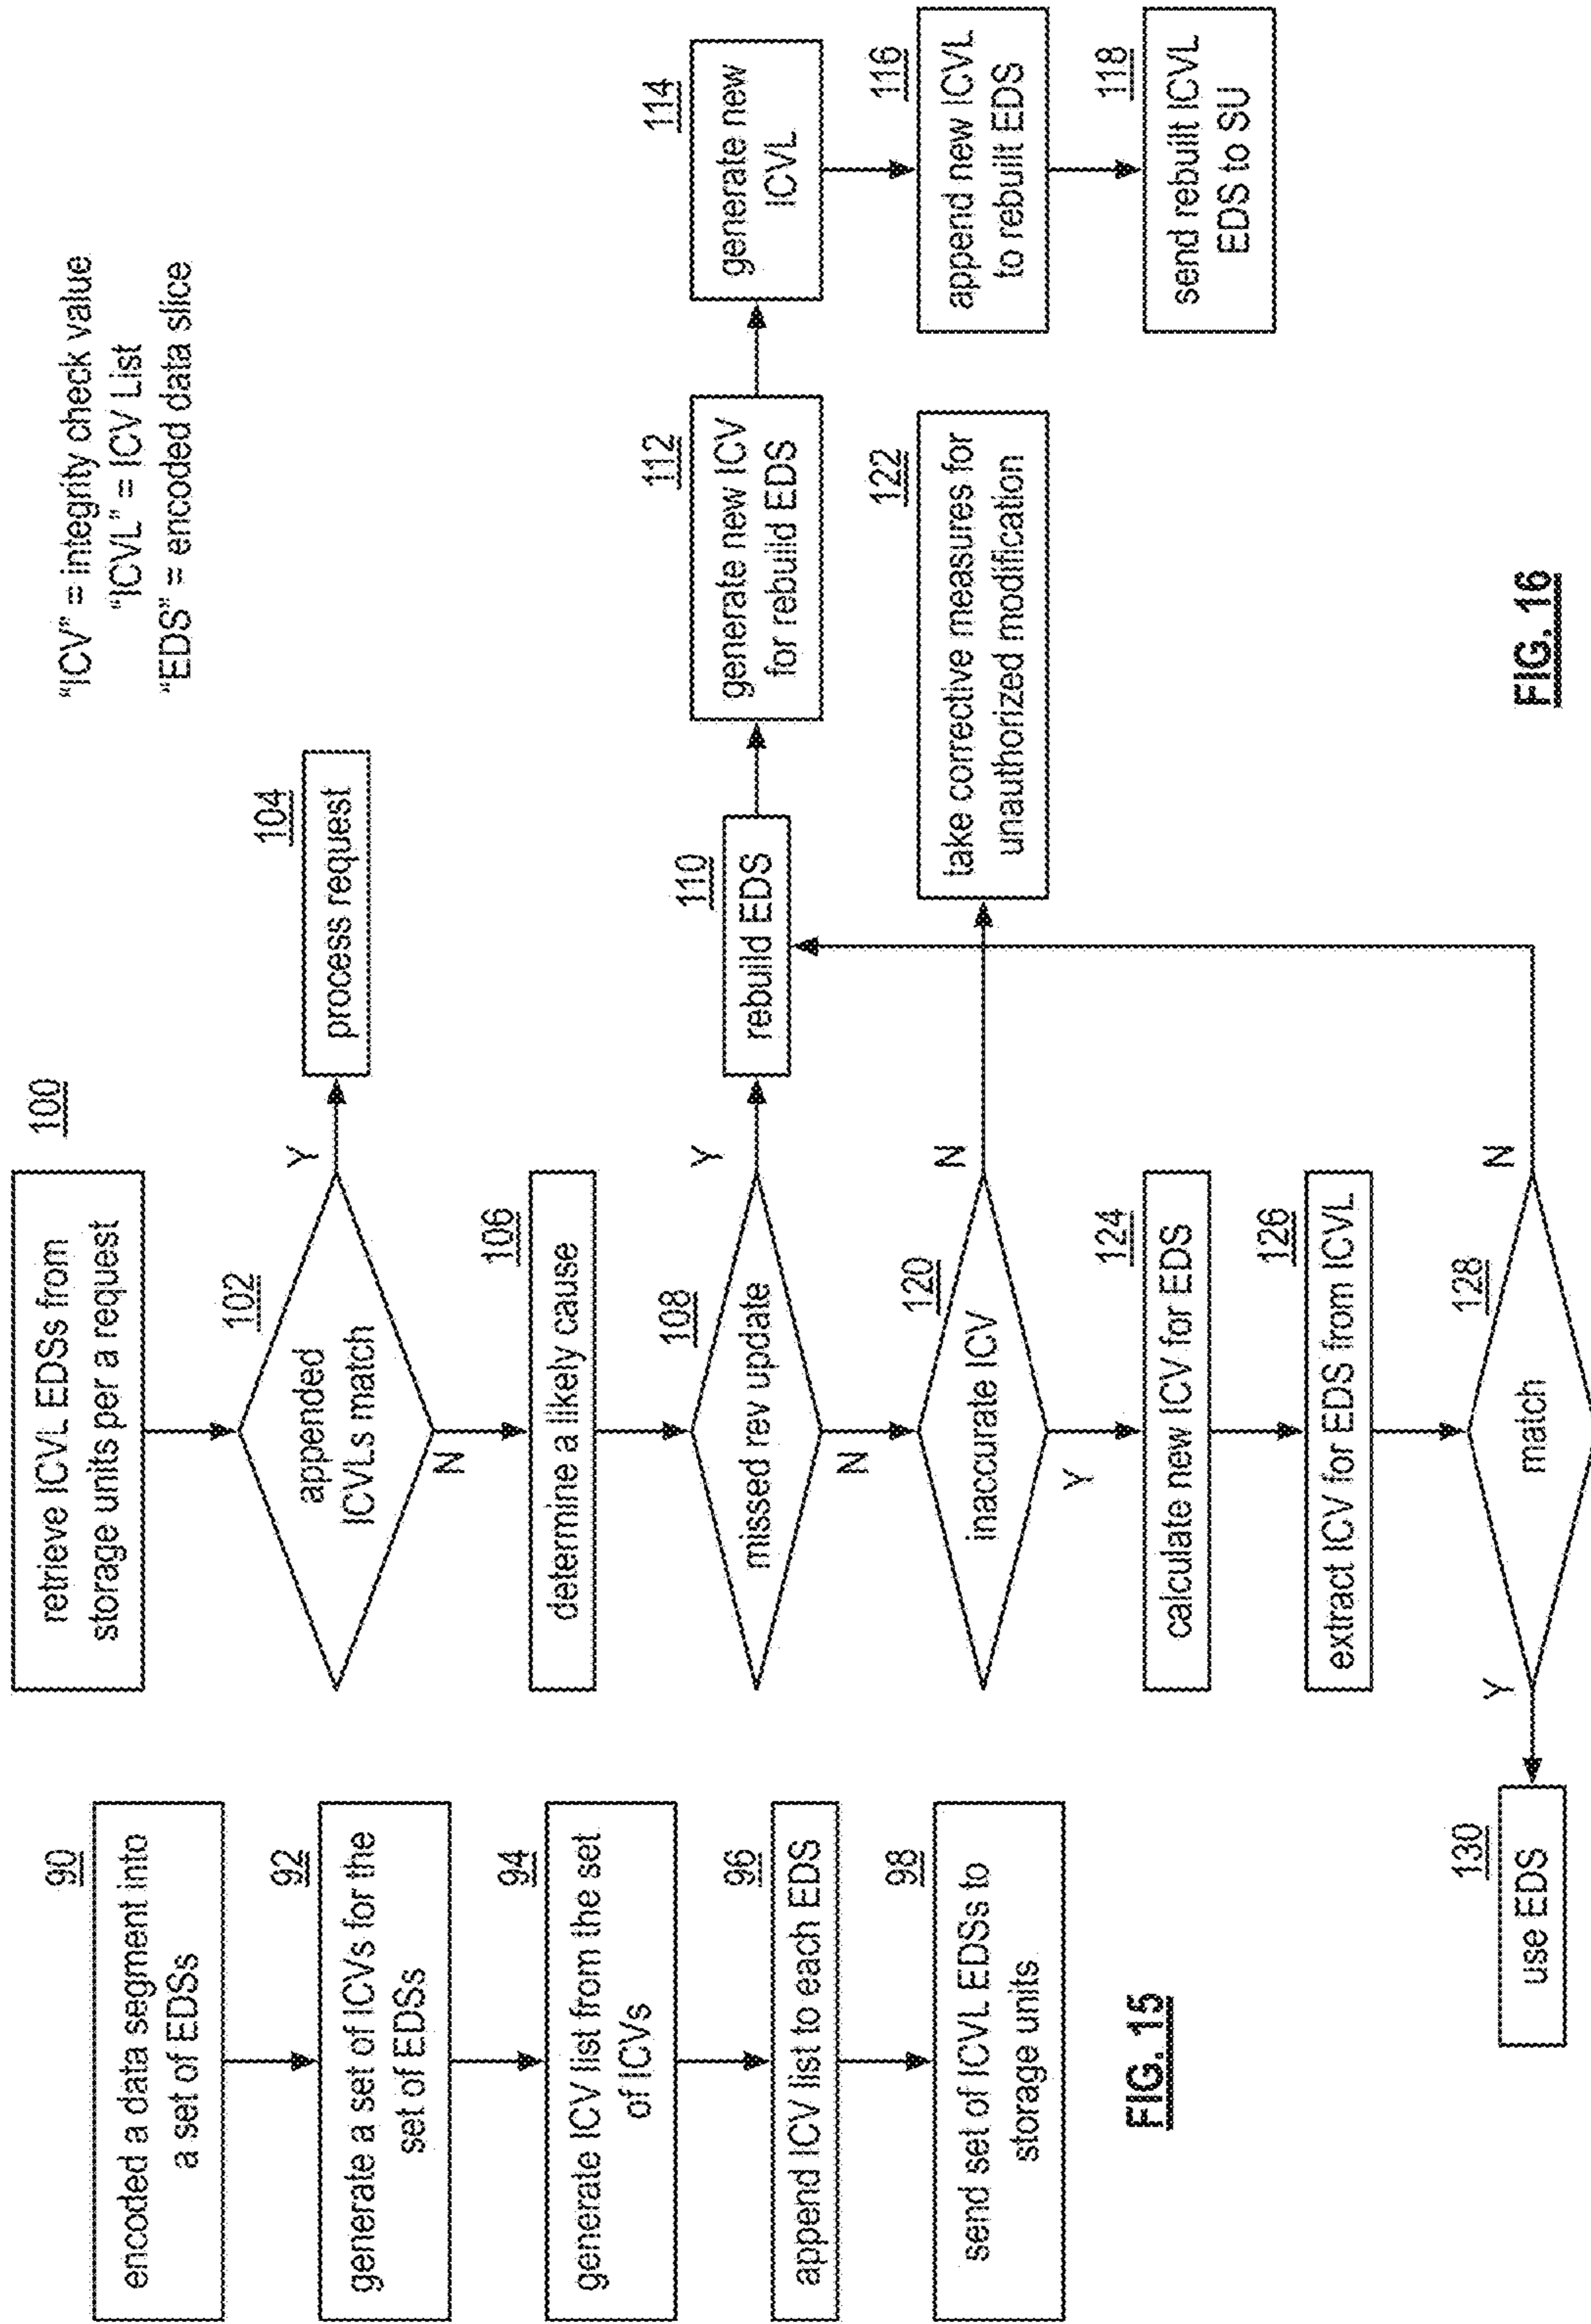 90
encoded a data segment into
a set of EDSs
92
generate a set of ICVs for the
set of EDSs
94
generate ICV list from the set
of ICVs
96
append ICV list to each EDS
98
send set of ICVL EDSs to
storage units
FIG. 15
"ICV" = integrity check value
"ICVL" = ICV List
"EDS" = encoded data slice
100
retrieve ICVL EDSs from
storage units per a request
102
appended
ICVLs match
Y
N
104
process request
106
determine a likely cause
108
missed rev update
Y
N
110
rebuild EDS
112
generate new ICV
for rebuild EDS
114
generate new
ICVL
116
append new ICVL
to rebuilt EDS
118
send rebuilt ICVL
EDS to SU
120
inaccurate ICV
N
Y
122
take corrective measures for
unauthorized modification
124
calculate new ICV for EDS
126
extract ICV for EDS from ICVL
128
match
Y
N
130
use EDS
FIG. 16